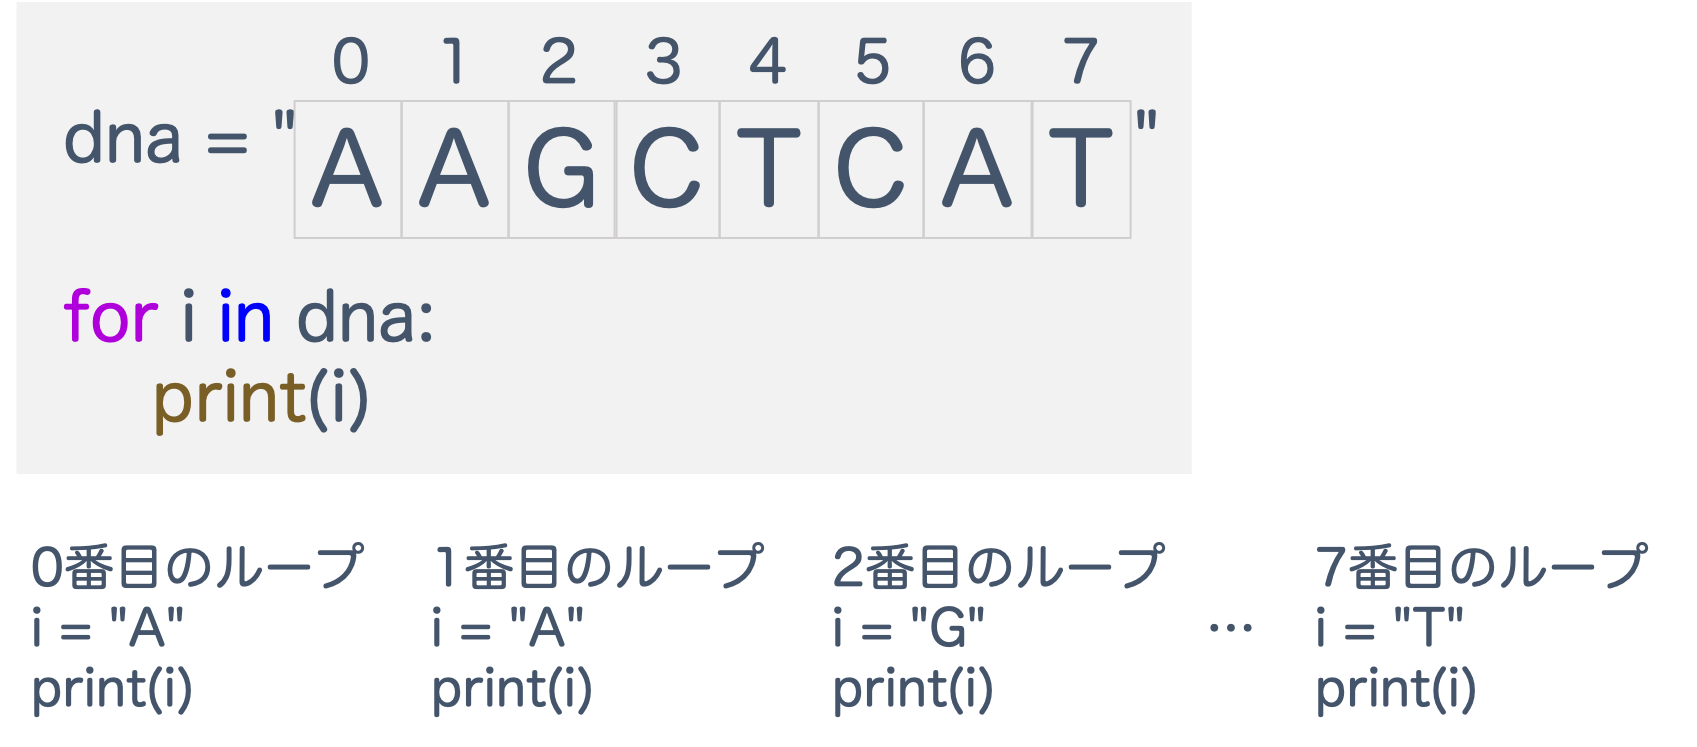 0 1 2 3 4 5 6 7
dna = "AAGCTCAT"
for i in dna:
print(i)
0番目のループ 1番目のループ 2番目のループ 7番目のループ
i = "A" i = "A" i = "G" … i = "T"
print(i) print(i) print(i) print(i)